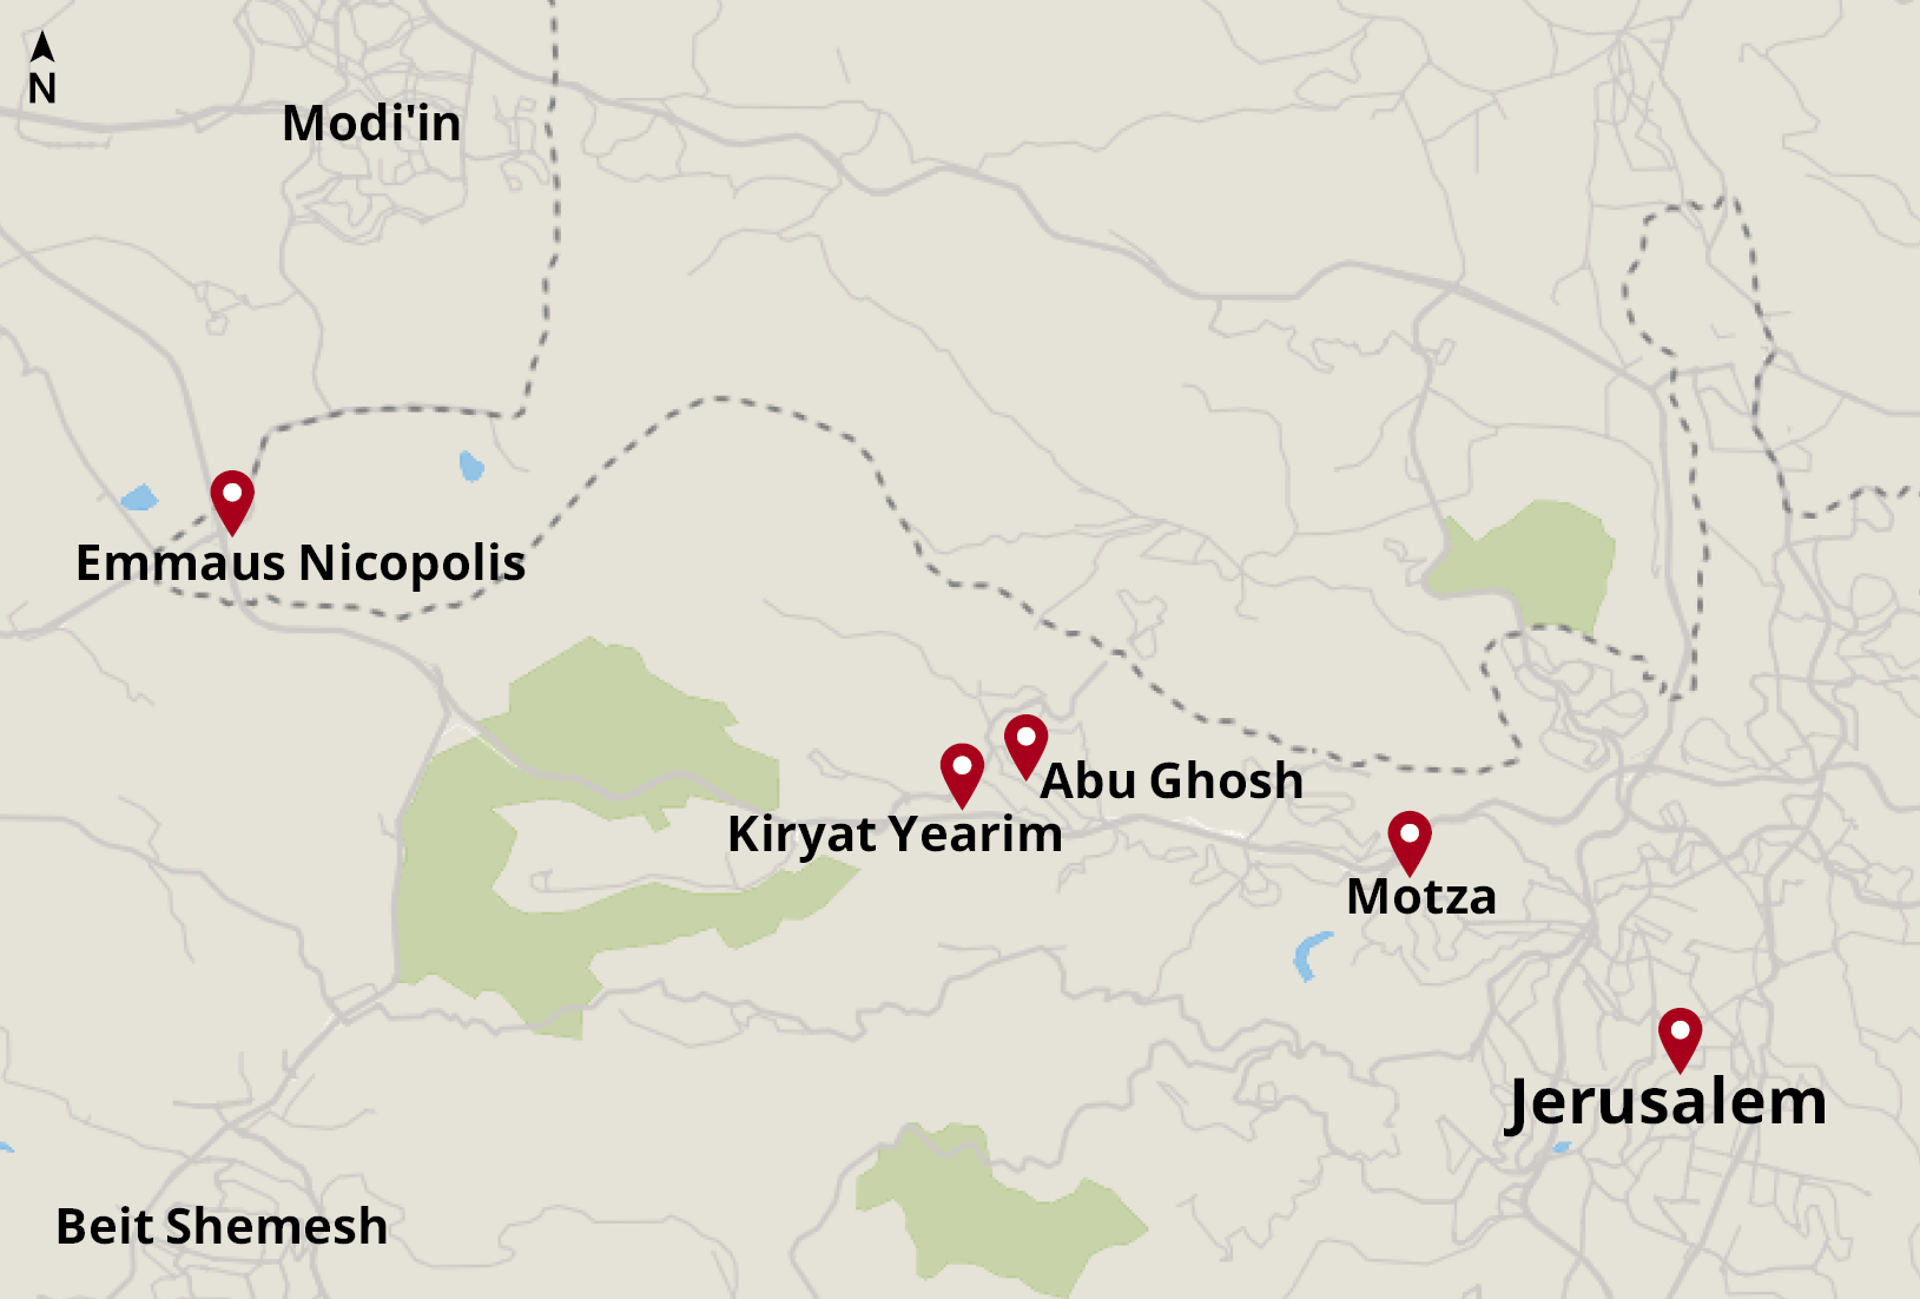 N
Modi'in
Emmaus Nicopolis
Abu Ghosh
Kiryat Yearim
Motza
Jerusalem
Beit Shemesh